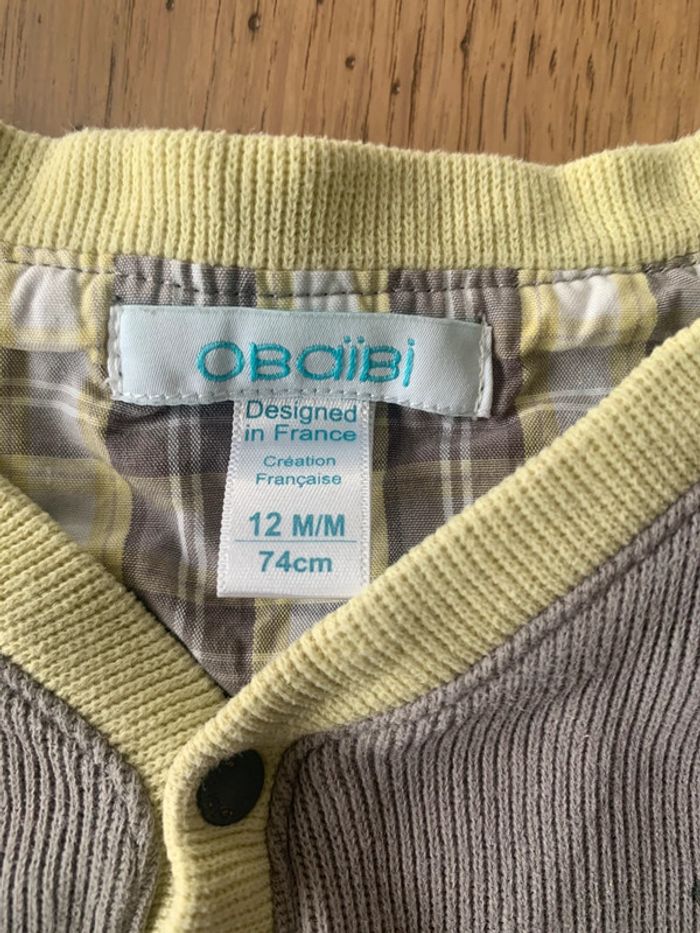 OBaïBi
Designed
in France
Création
Française
12 M/M
74cm